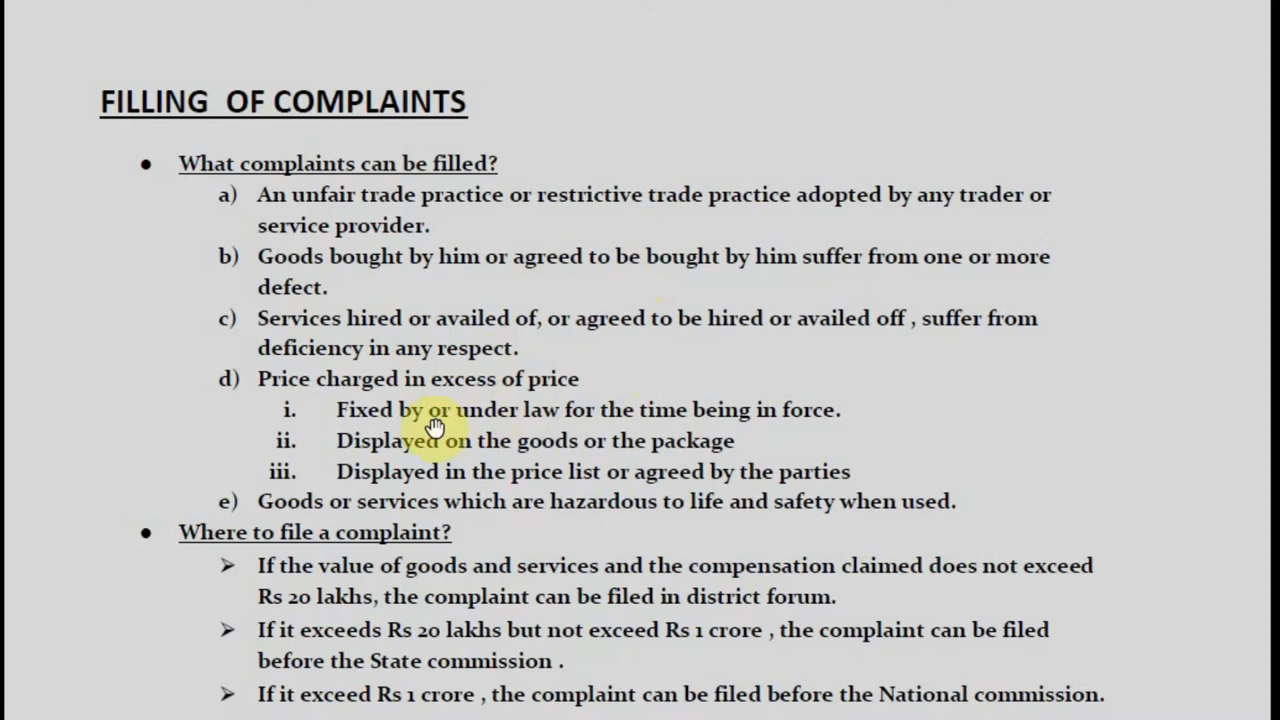 FILLING OF COMPLAINTS
● What complaints can be filled?
a) An unfair trade practice or restrictive trade practice adopted by any trader or
service provider.
b) Goods bought by him or agreed to be bought by him suffer from one or more
defect.
c) Services hired or availed of, or agreed to be hired or availed off , suffer from
deficiency in any respect.
d) Price charged in excess of price
i. Fixed by or under law for the time being in force.
ii. Displayed on the goods or the package
iii. Displayed in the price list or agreed by the parties
e) Goods or services which are hazardous to life and safety when used.
● Where to file a complaint?
➢ If the value of goods and services and the compensation claimed does not exceed
Rs 20 lakhs, the complaint can be filed in district forum.
➢ If it exceeds Rs 20 lakhs but not exceed Rs 1 crore , the complaint can be filed
before the State commission .
➢ If it exceed Rs 1 crore , the complaint can be filed before the National commission.